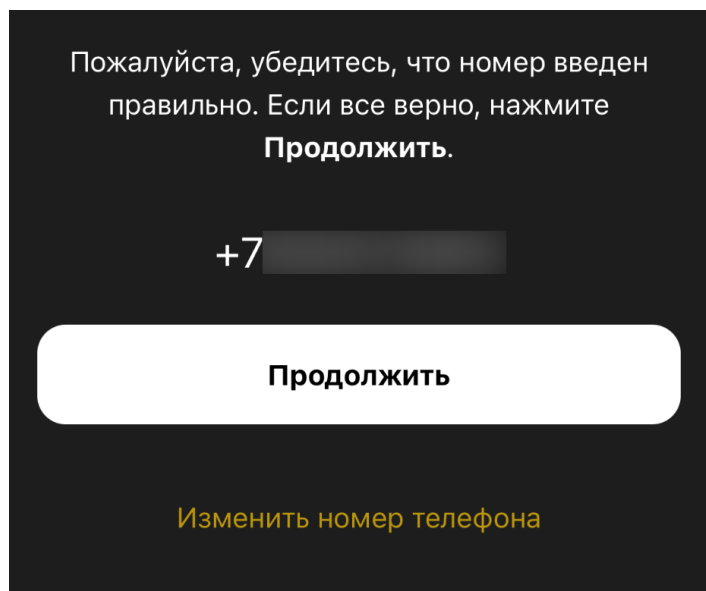 Пожалуйста, убедитесь, что номер введен
правильно. Если все верно, нажмите
Продолжить.
+7
Продолжить
Изменить номер телефона